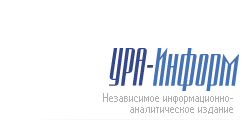 УРА-Информ
Независимое информационно-
аналитическое издание